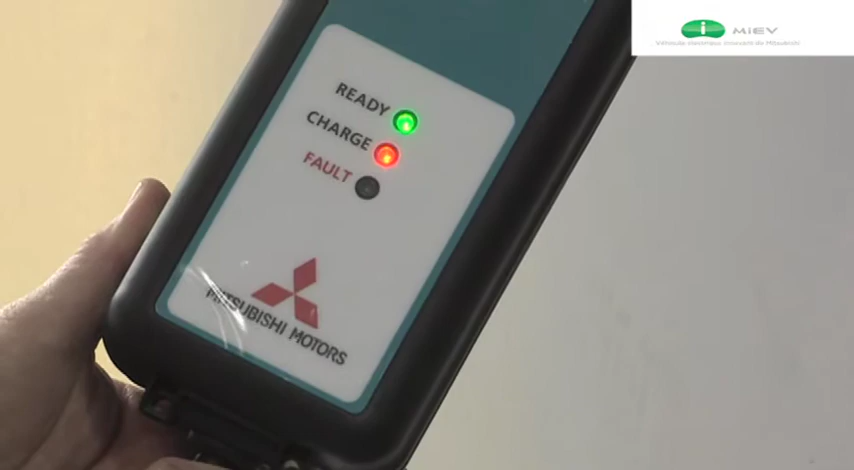 i MiEV
READY
CHARGE
FAULT
MITSUBISHI MOTORS